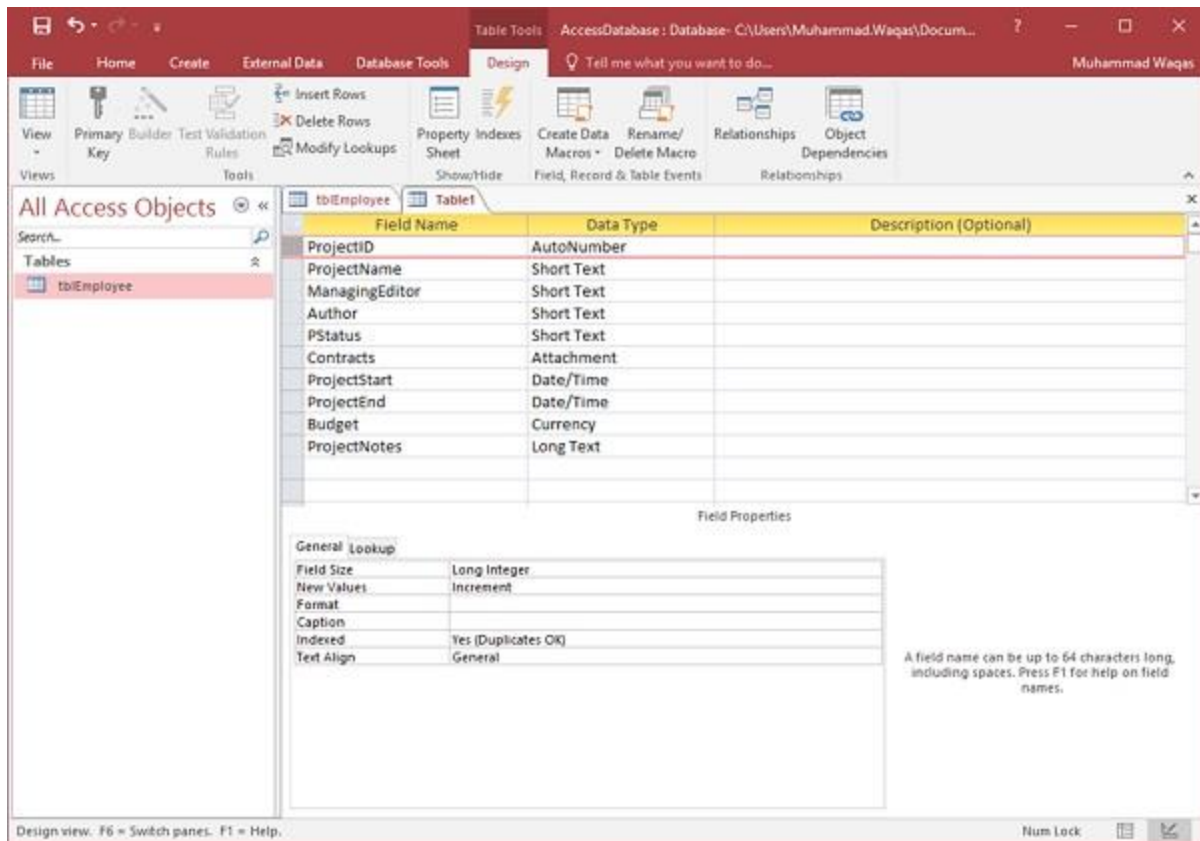 Table Tools AccessDatabase : Database- C:\Users\Muhammad.Waqas\Docum... ?
File Home Create External Data Database Tools Design Tell me what you want to do... Muhammad Waqas
View Primary Key Builder Test Validation Rules Insert Rows Delete Rows Modify Lookups Property Sheet Indexes Create Data Macros Rename/ Delete Macro Relationships Object Dependencies
Views Tools Show/Hide Field, Record & Table Events Relationships
All Access Objects « tblEmployee Table1
Search...
Tables
tblEmployee
Field Name Data Type Description (Optional)
ProjectID AutoNumber
ProjectName Short Text
ManagingEditor Short Text
Author Short Text
PStatus Short Text
Contracts Attachment
ProjectStart Date/Time
ProjectEnd Date/Time
Budget Currency
ProjectNotes Long Text
Field Properties
General Lookup
Field Size Long Integer
New Values Increment
Format
Caption
Indexed Yes (Duplicates OK)
Text Align General
A field name can be up to 64 characters long,
including spaces. Press F1 for help on field
names.
Design view. F6 = Switch panes. F1 = Help. Num Lock